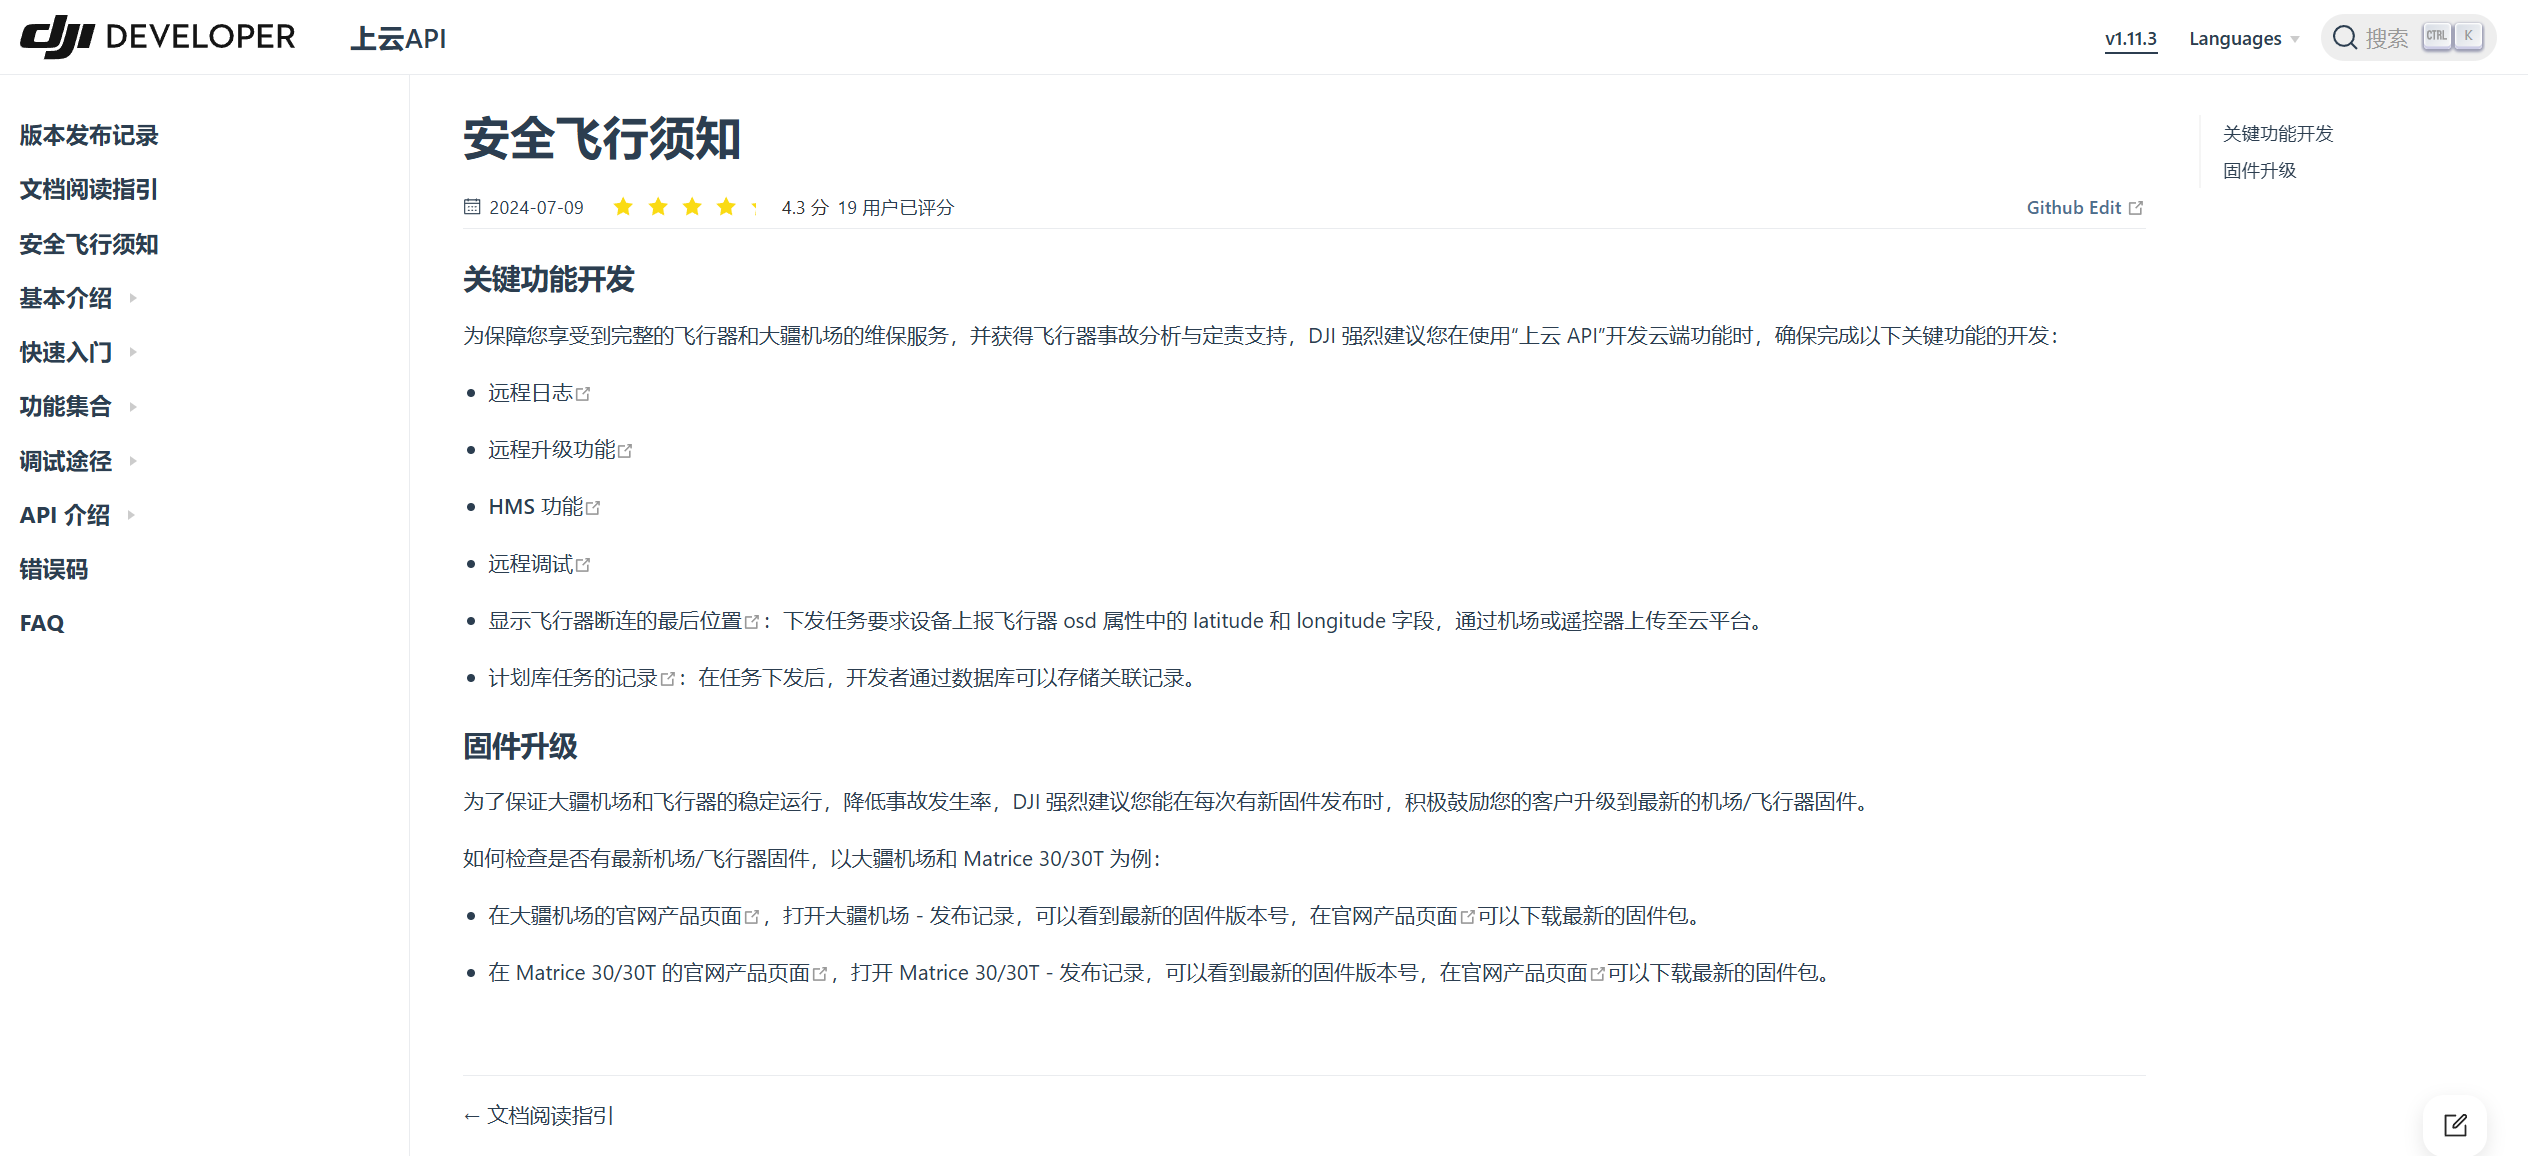 dji DEVELOPER
上云API
v1.11.3
Languages
搜索
CTRL
K
版本发布记录
文档阅读指引
安全飞行须知
基本介绍
快速入门
功能集合
调试途径
API 介绍
错误码
FAQ
安全飞行须知
2024-07-09 4.3 分 19 用户已评分
Github Edit
关键功能开发
为保障您享受到完整的飞行器和大疆机场的维保服务，并获得飞行器事故分析与定责支持，DJI 强烈建议您在使用“上云 API”开发云端功能时，确保完成以下关键功能的开发：
• 远程日志
• 远程升级功能
• HMS 功能
• 远程调试
• 显示飞行器断连的最后位置：下发任务要求设备上报飞行器 osd 属性中的 latitude 和 longitude 字段，通过机场或遥控器上传至云平台。
• 计划库任务的记录：在任务下发后，开发者通过数据库可以存储关联记录。
固件升级
为了保证大疆机场和飞行器的稳定运行，降低事故发生率，DJI 强烈建议您能在每次有新固件发布时，积极鼓励您的客户升级到最新的机场/飞行器固件。
如何检查是否有最新机场/飞行器固件，以大疆机场和 Matrice 30/30T 为例：
• 在大疆机场的官网产品页面，打开大疆机场 - 发布记录，可以看到最新的固件版本号，在官网产品页面可以下载最新的固件包。
• 在 Matrice 30/30T 的官网产品页面，打开 Matrice 30/30T - 发布记录，可以看到最新的固件版本号，在官网产品页面可以下载最新的固件包。
← 文档阅读指引
关键功能开发
固件升级